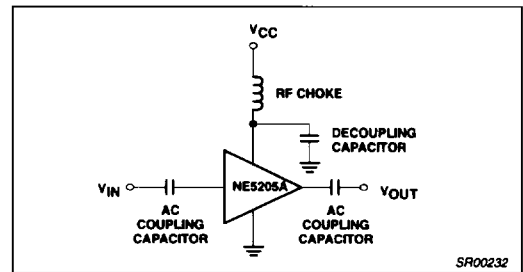 VCC
RF CHOKE
DECOUPLING
CAPACITOR
VIN
NE5205A
VOUT
AC
COUPLING
CAPACITOR
AC
COUPLING
CAPACITOR
SR00232